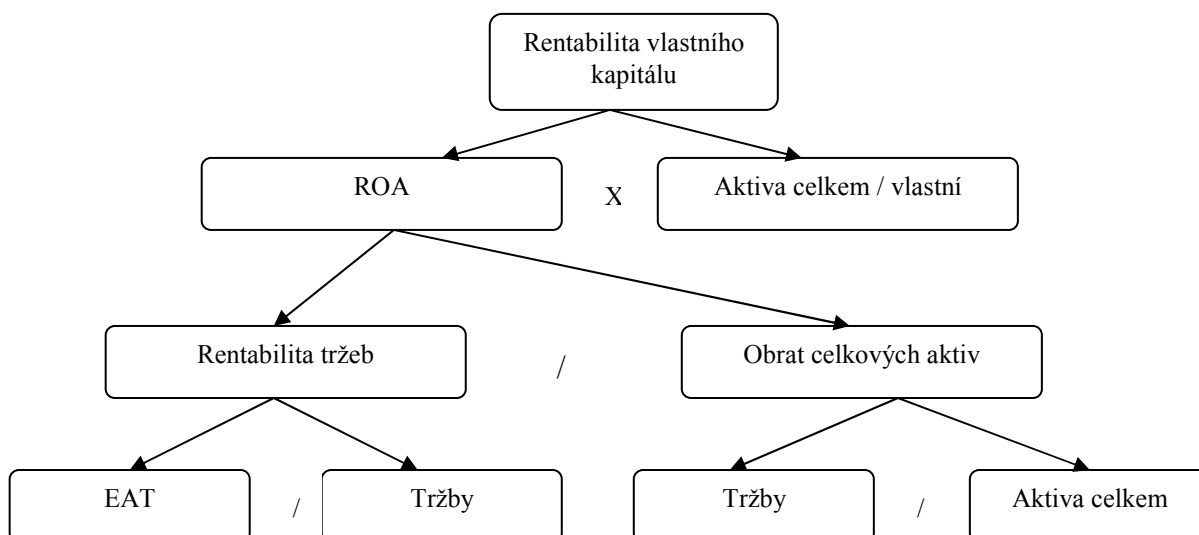 Rentabilita vlastního
kapitálu
ROA
X
Aktiva celkem / vlastní
Rentabilita tržeb
/
Obrat celkových aktiv
EAT
/
Tržby
Tržby
/
Aktiva celkem